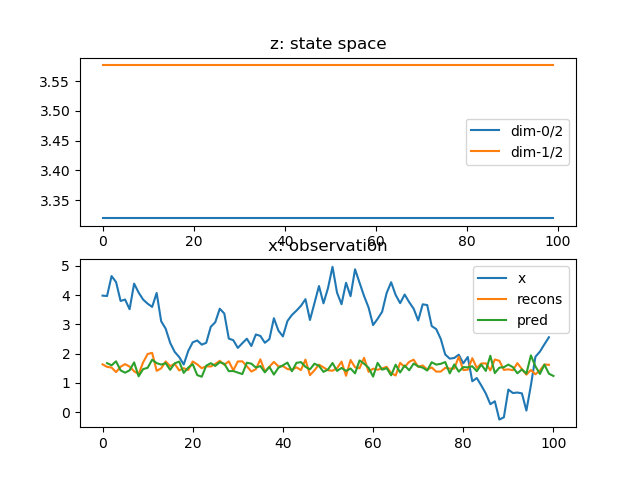 z: state space
3.55
3.50
3.45
3.40
3.35
dim-0/2
dim-1/2
0 20 40 60 80 100
x: observation
5
4
3
2
1
0
x
recons
pred
0 20 40 60 80 100